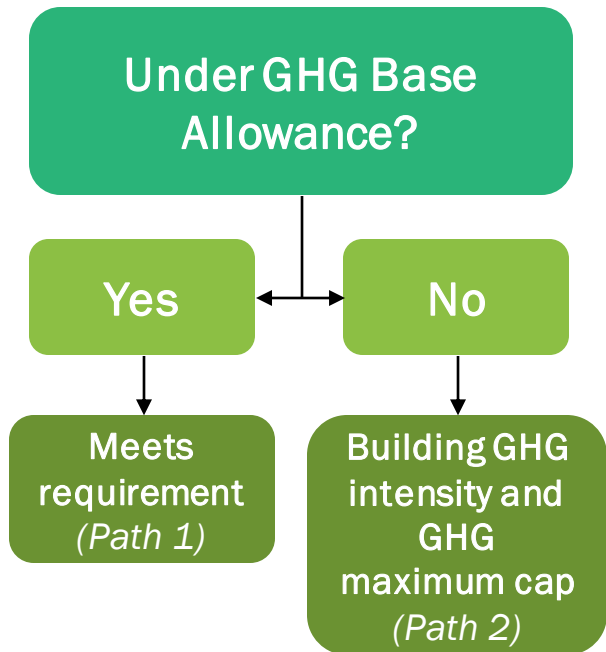 Under GHG Base
Allowance?
Yes
No
Meets
requirement
(Path 1)
Building GHG
intensity and
GHG
maximum cap
(Path 2)